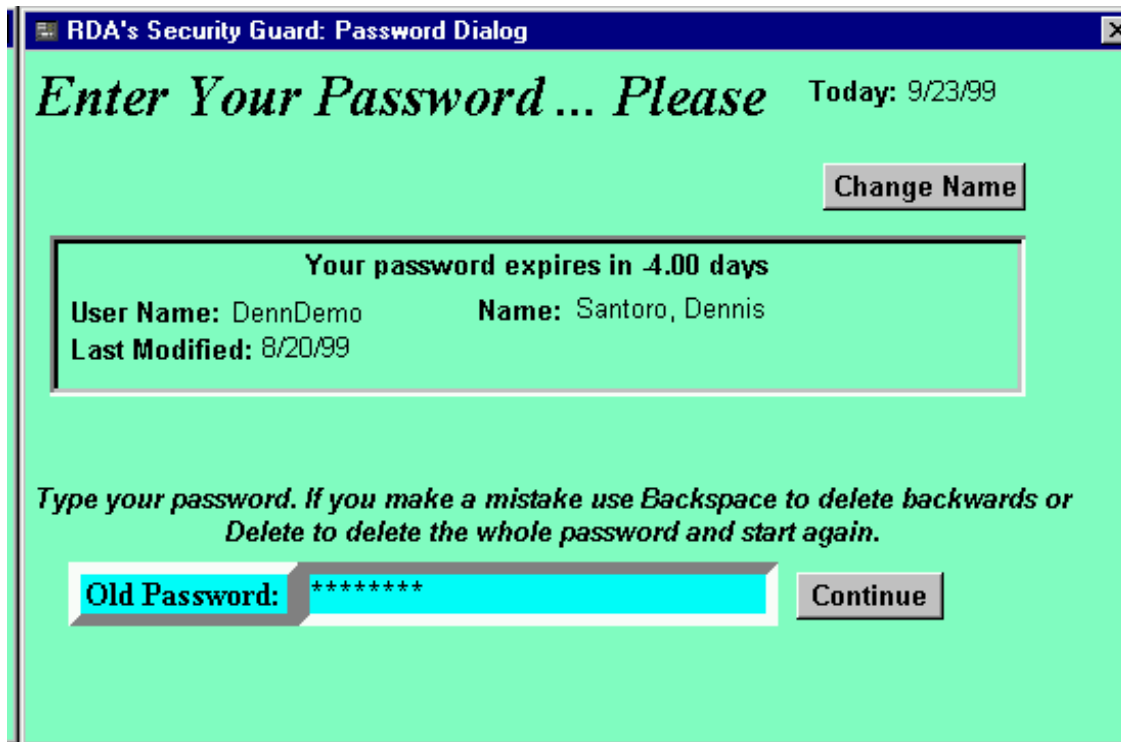 RDA's Security Guard: Password Dialog
Enter Your Password ... Please
Today: 9/23/99
Change Name
Your password expires in -4.00 days
User Name: DennDemo
Name: Santoro, Dennis
Last Modified: 8/20/99
Type your password. If you make a mistake use Backspace to delete backwards or
Delete to delete the whole password and start again.
Old Password: ********
Continue